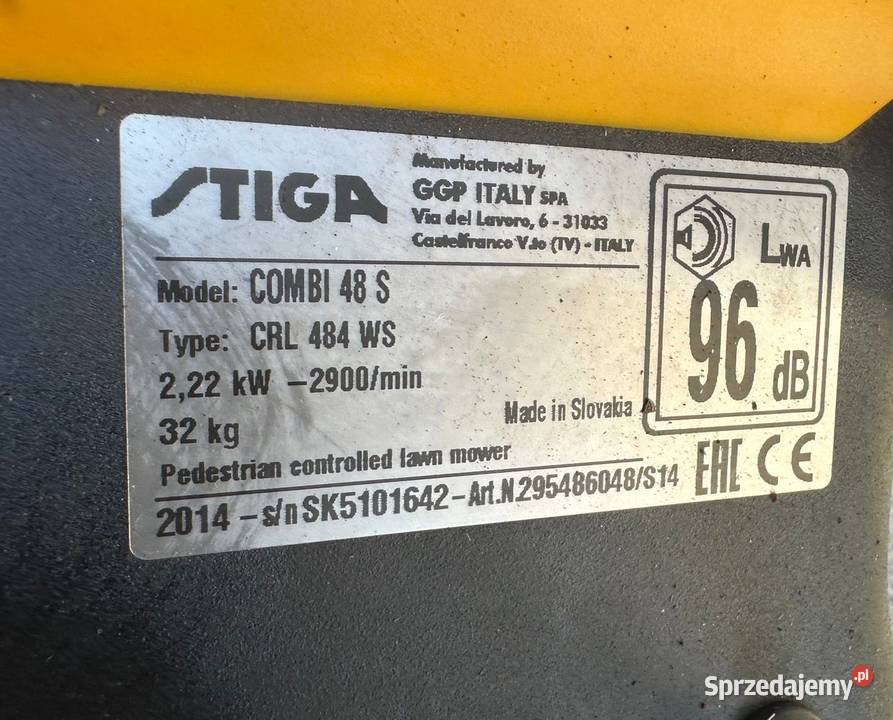 STIGA
Manufactured by
GGP ITALY SPA
Via del Lavoro, 6 - 31033
Castelfranco V.to (TV) - ITALY
Model: COMBI 48 S
Type: CRL 484 WS
2,22 kW -2900/min
32 kg
Made in Slovakia
Pedestrian controlled lawn mower
2014 - s/n SK5101642 - Art.N.295486048/S14
LWA
96
dB
EAC CE
Sprzedajemy.pl